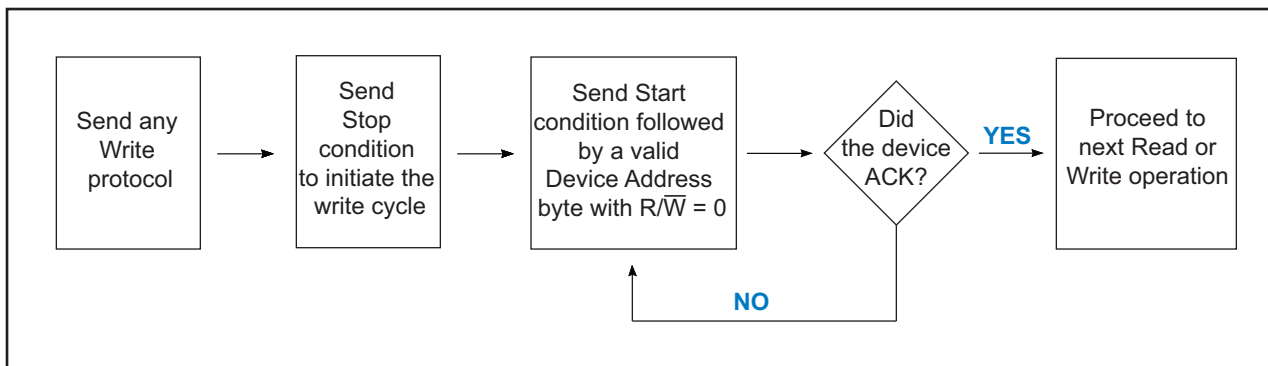 Send any
Write
protocol
Send
Stop
condition
to initiate the
write cycle
Send Start
condition followed
by a valid
Device Address
byte with R/W̅ = 0
Did
the device
ACK?
YES
NO
Proceed to
next Read or
Write operation